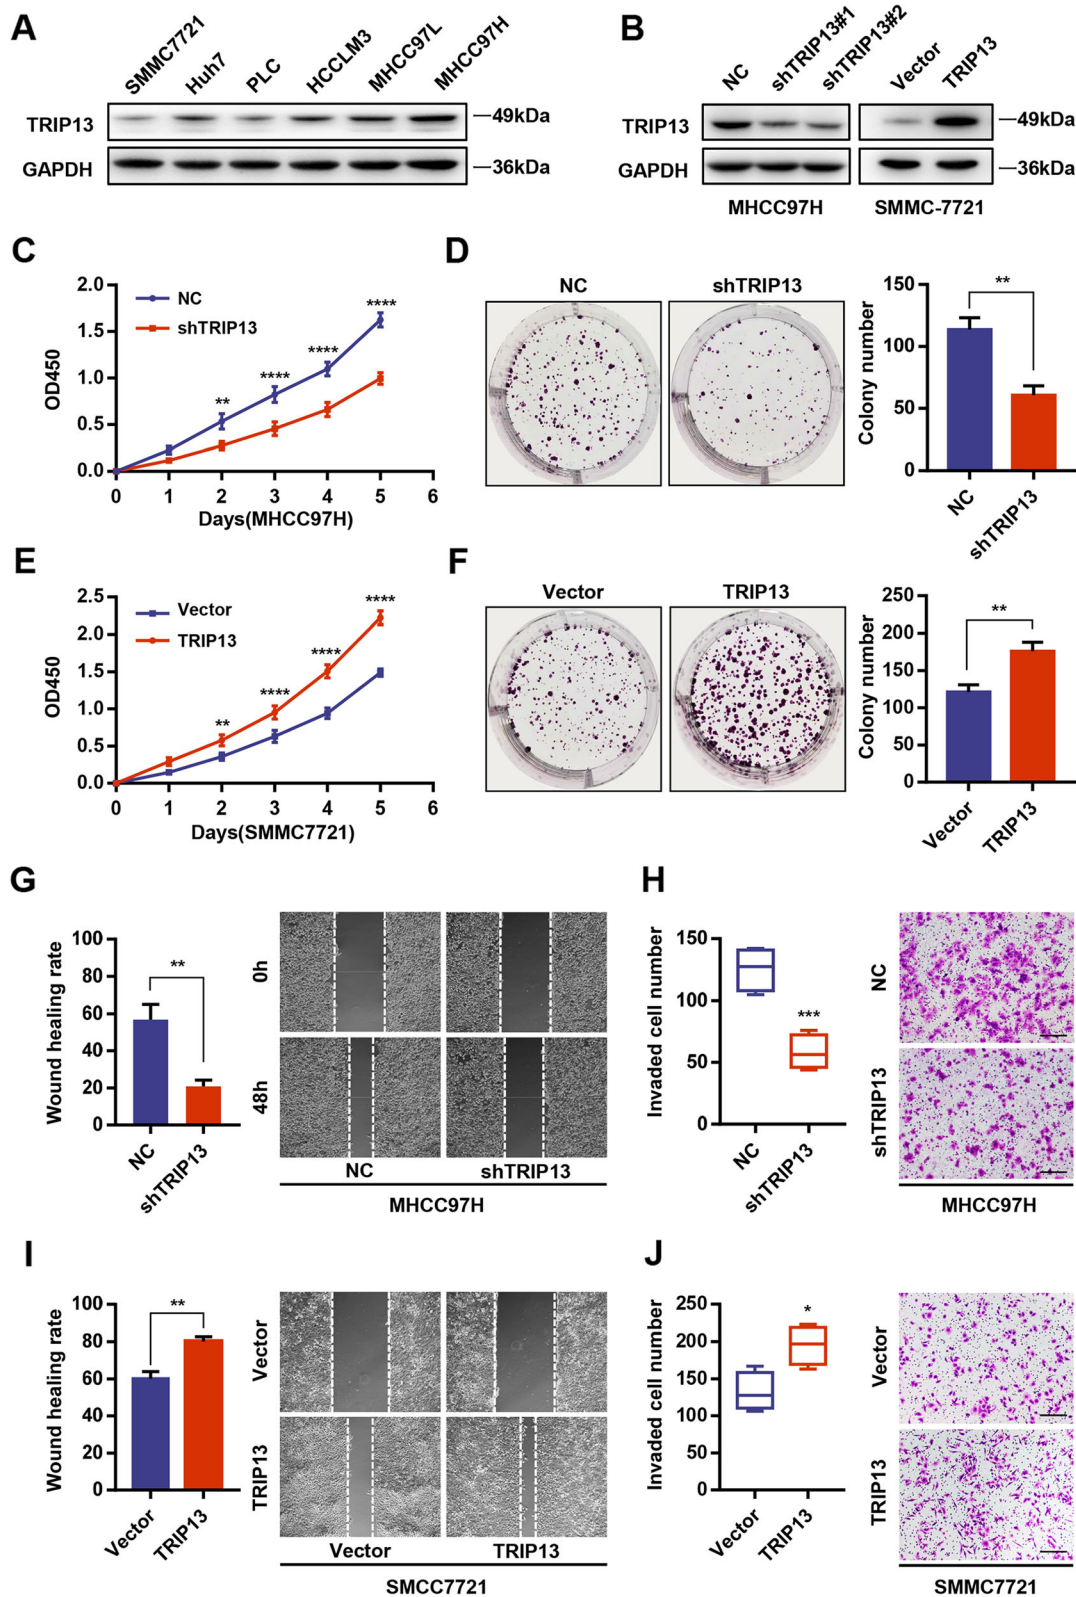 A
SMMC7721
Huh7
PLC
HCCLM3
MHCC97L
MHCC97H
TRIP13
49kDa
GAPDH
36kDa
B
NC
shTRIP13#1
shTRIP13#2
Vector
TRIP13
TRIP13
49kDa
GAPDH
36kDa
MHCC97H
SMMC-7721
C
OD450
2.0
1.5
1.0
0.5
0.0
NC
shTRIP13
**
****
****
****
0 1 2 3 4 5 6
Days(MHCC97H)
D
NC
shTRIP13
Colony number
150
100
50
0
**
NC
shTRIP13
E
OD450
2.5
2.0
1.5
1.0
0.5
0.0
Vector
TRIP13
**
****
****
****
0 1 2 3 4 5 6
Days(SMMC7721)
F
Vector
TRIP13
Colony number
250
200
150
100
50
0
**
Vector
TRIP13
G
Wound healing rate
100
80
60
40
20
0
**
NC
shTRIP13
0h
48h
NC
shTRIP13
MHCC97H
H
Invaded cell number
150
100
50
0
***
NC
shTRIP13
NC
shTRIP13
MHCC97H
I
Wound healing rate
100
80
60
40
20
0
**
Vector
TRIP13
Vector
TRIP13
Vector
TRIP13
SMCC7721
J
Invaded cell number
250
200
150
100
50
0
*
Vector
TRIP13
Vector
TRIP13
SMMC7721